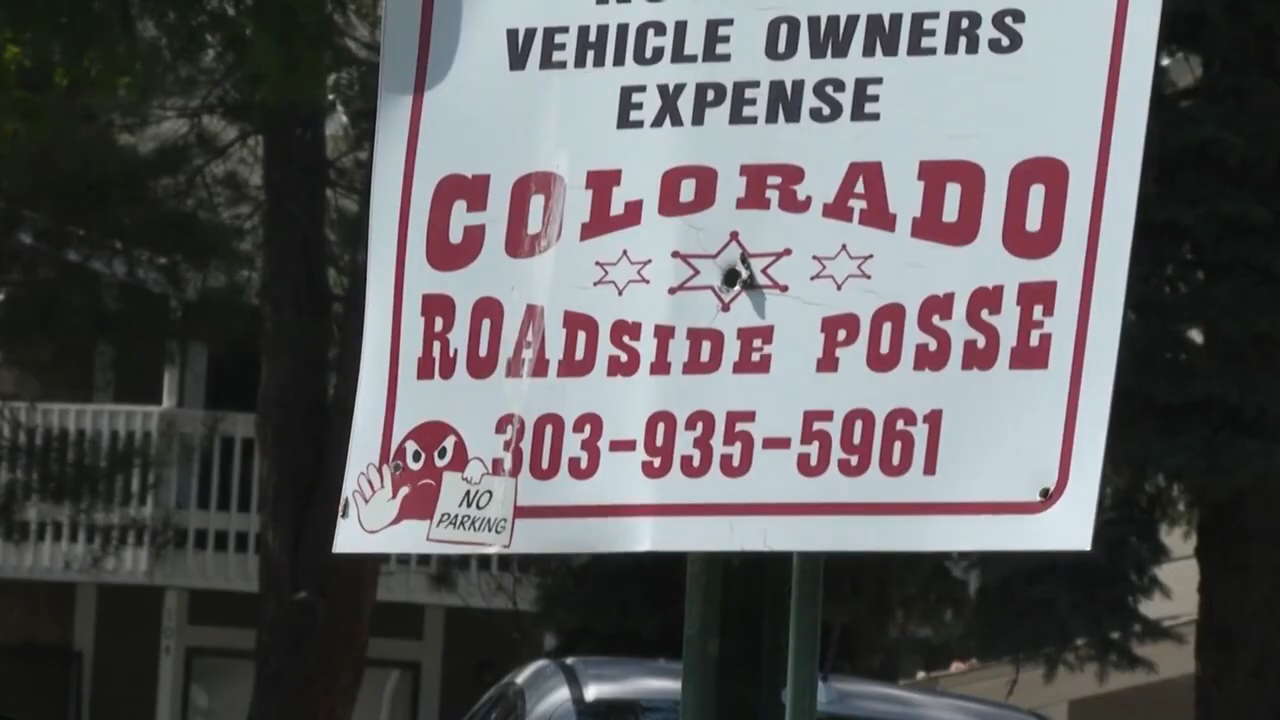 VEHICLE OWNERS
EXPENSE
COLORADO
ROADSIDE POSSE
303-935-5961
NO
PARKING